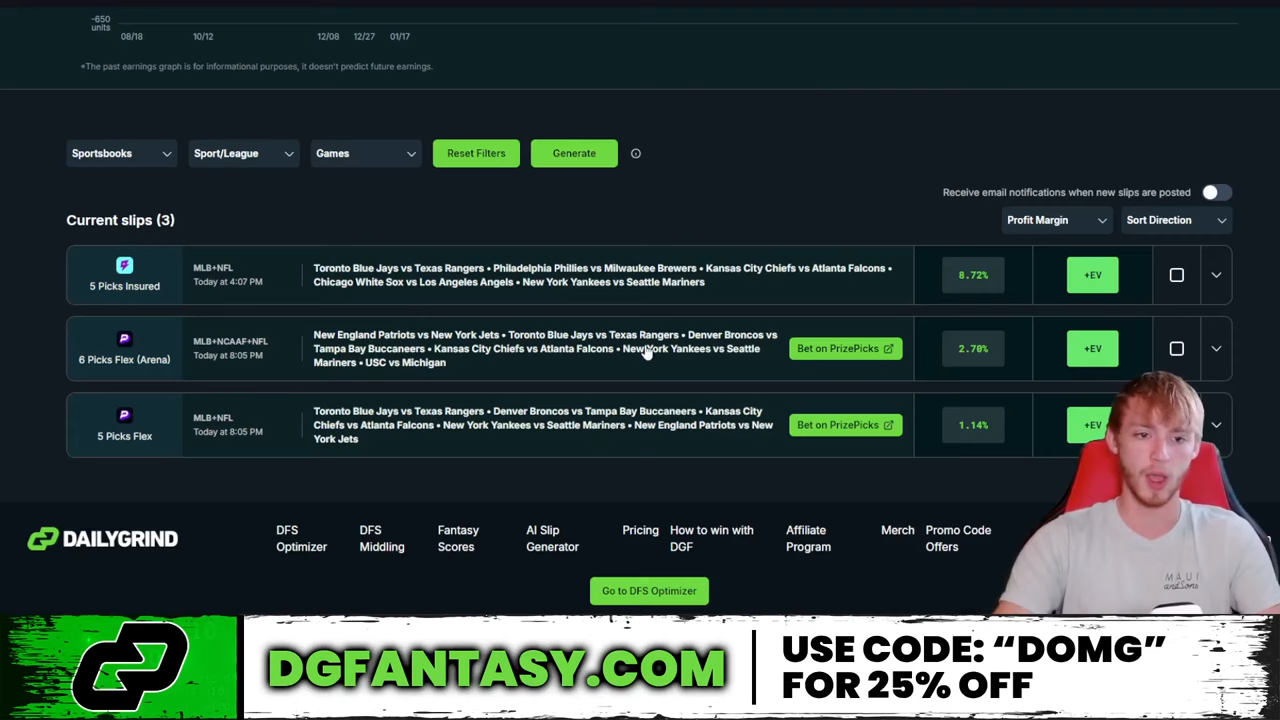 -650
units
08/18 10/12 12/08 12/27 01/17
*The past earnings graph is for informational purposes, it doesn't predict future earnings.
Sportsbooks Sport/League Games Reset Filters Generate
Receive email notifications when new slips are posted
Current slips (3)
Profit Margin Sort Direction
5 Picks Insured
MLB+NFL
Today at 4:07 PM
Toronto Blue Jays vs Texas Rangers • Philadelphia Phillies vs Milwaukee Brewers • Kansas City Chiefs vs Atlanta Falcons •
Chicago White Sox vs Los Angeles Angels • New York Yankees vs Seattle Mariners
8.72%
+EV
6 Picks Flex (Arena)
MLB+NCAAF+NFL
Today at 8:05 PM
New England Patriots vs New York Jets • Toronto Blue Jays vs Texas Rangers • Denver Broncos vs
Tampa Bay Buccaneers • Kansas City Chiefs vs Atlanta Falcons • New York Yankees vs Seattle
Mariners • USC vs Michigan
Bet on PrizePicks
2.70%
+EV
5 Picks Flex
MLB+NFL
Today at 8:05 PM
Toronto Blue Jays vs Texas Rangers • Denver Broncos vs Tampa Bay Buccaneers • Kansas City
Chiefs vs Atlanta Falcons • New York Yankees vs Seattle Mariners • New England Patriots vs New
York Jets
Bet on PrizePicks
1.14%
+EV
DAILYGRIND
DFS
Optimizer
DFS
Middling
Fantasy
Scores
AI Slip
Generator
Pricing
How to win with
DGF
Affiliate
Program
Merch
Promo Code
Offers
Go to DFS Optimizer
MAUI
and Sons
DGFANTASY.COM
USE CODE: “DOMG”
FOR 25% OFF